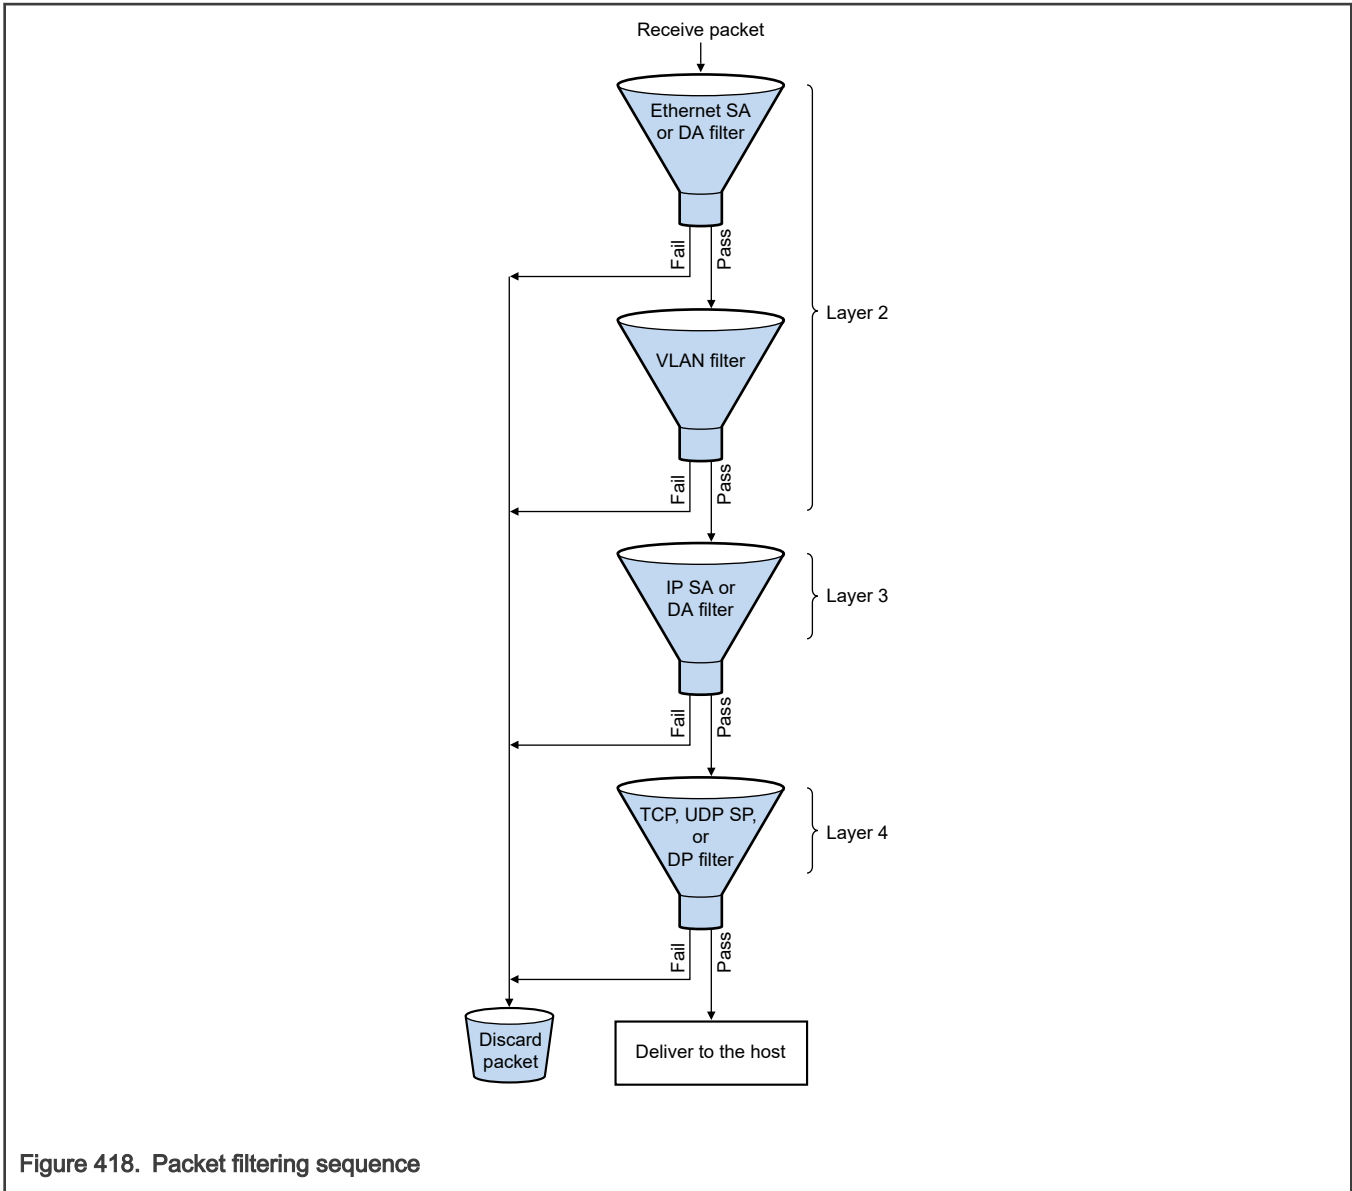 Receive packet
Ethernet SA
or DA filter
Fail
Pass
Layer 2
VLAN filter
Fail
Pass
IP SA or
DA filter
Layer 3
Fail
Pass
TCP, UDP SP,
or
DP filter
Layer 4
Fail
Pass
Discard
packet
Deliver to the host
Figure 418. Packet filtering sequence